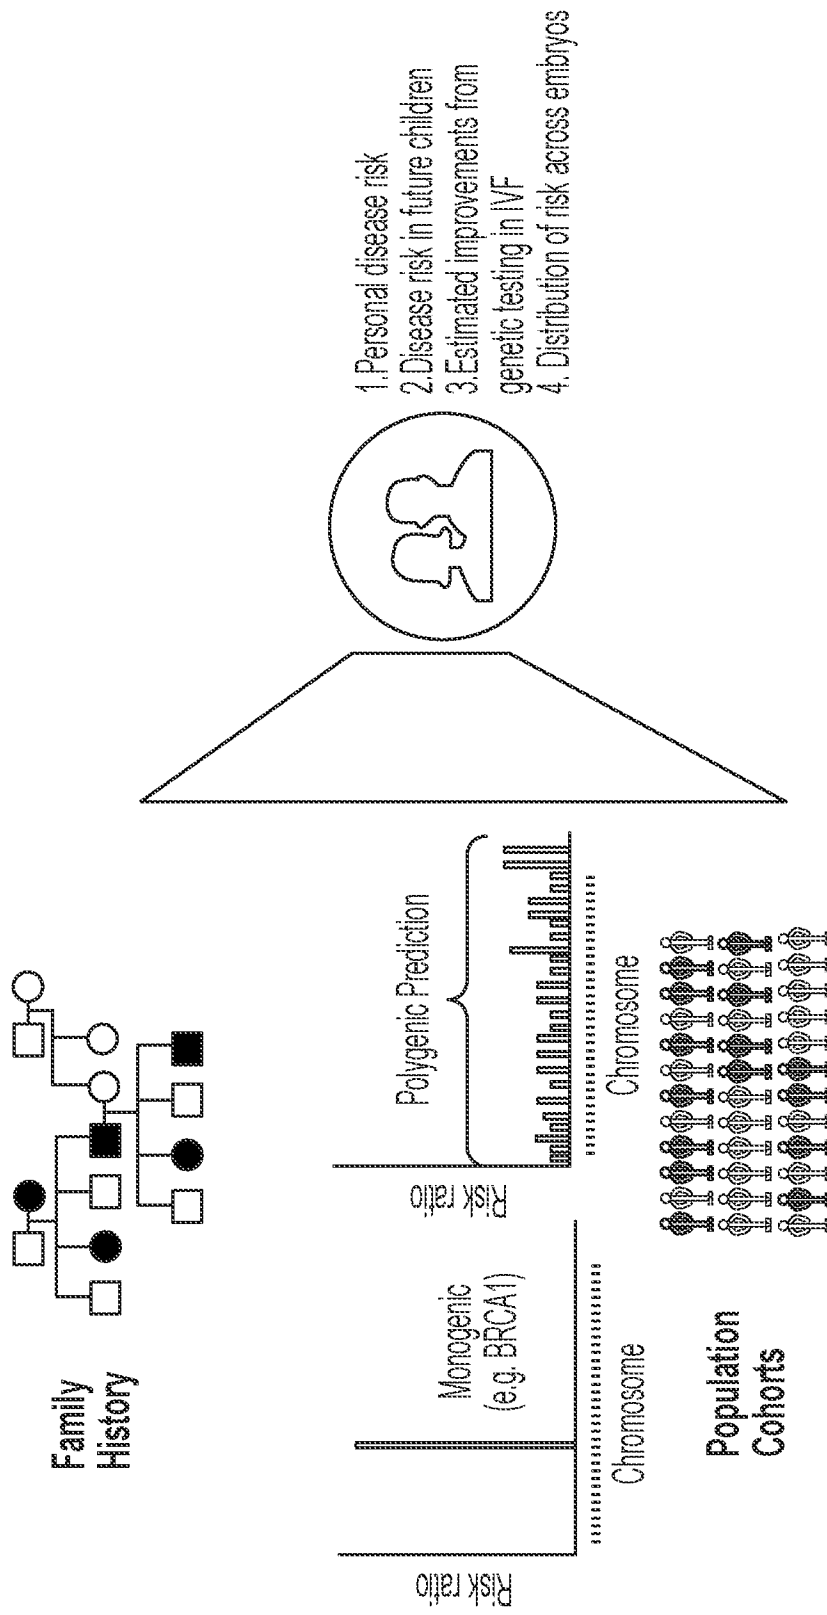 Family
History
Risk ratio
Monogenic
(e.g. BRCA1)
Chromosome
Risk ratio
Polygenic Prediction
Chromosome
Population
Cohorts
1.Personal disease risk
2.Disease risk in future children
3.Estimated improvements from
genetic testing in IVF
4. Distribution of risk across embryos